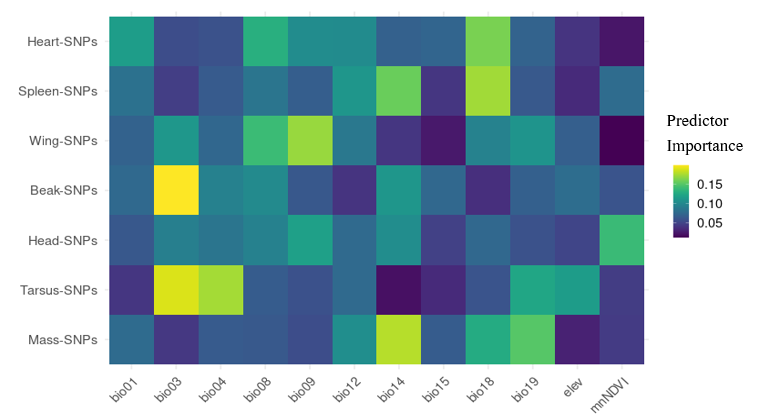 Heart-SNPs
Spleen-SNPs
Wing-SNPs
Beak-SNPs
Head-SNPs
Tarsus-SNPs
Mass-SNPs
bio01
bio03
bio04
bio08
bio09
bio12
bio14
bio15
bio18
bio19
elev
mnNDVI
Predictor
Importance
0.15
0.10
0.05